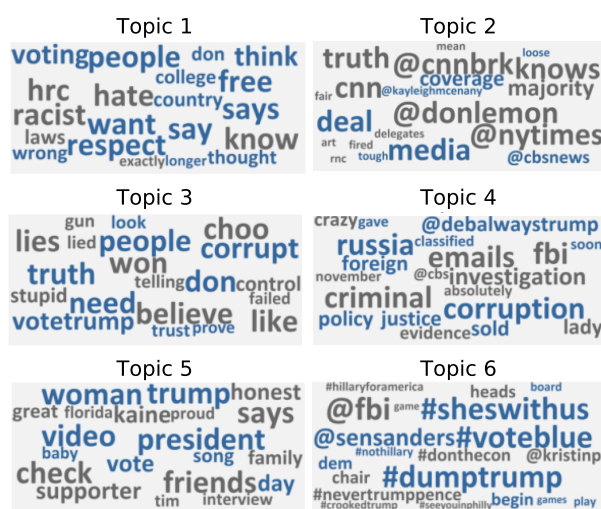 Topic 1
voting people don think
college free
hrc hate country says
racist want say know
laws respect
wrong exactly longer thought
Topic 2
mean loose
truth @cnnbrk knows
coverage majority
fair cnn @kayleighmcenany
deal @donlemon
delegates @nytimes
art fired
rnc tough media @cbsnews
Topic 3
gun look choo
lies lied people corrupt
won
truth telling don control
stupid need failed
votetrump believe like
trust prove
Topic 4
crazy gave @debalwaystrump
russia classified soon
foreign emails fbi
november @cbs investigation
criminal absolutely
policy justice corruption
evidence sold lady
Topic 5
woman trump honest
great florida kaine proud says
video president
baby song family
check vote
supporter friends day
tim interview
Topic 6
#hillaryforamerica heads board
@fbi game #sheswithus
@sensanders #voteblue
#nothillary
dem #donthecon @kristinp
chair #dumptrump
#nevertrumppence begin games play
#crookedtrump #seeyouinphilly